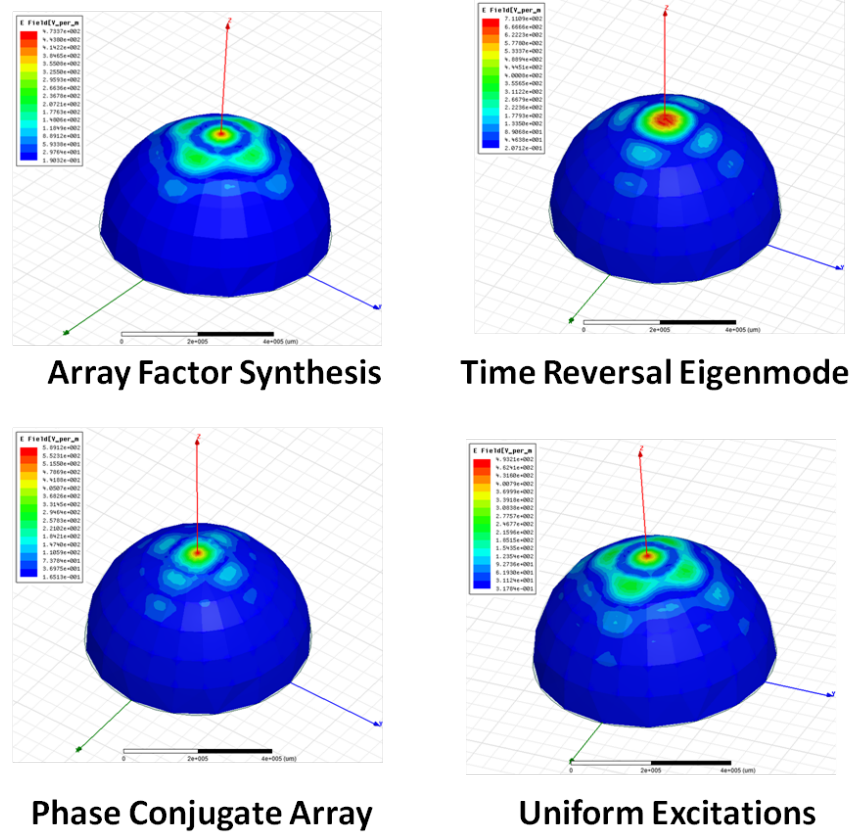 E Field[V_per_m
4.7337e+002
4.4380e+002
4.1422e+002
3.8465e+002
3.5508e+002
3.2550e+002
2.9593e+002
2.6636e+002
2.3678e+002
2.0721e+002
1.7763e+002
1.4806e+002
1.1849e+002
8.8912e+001
5.9338e+001
2.9764e+001
1.9032e-001
Z
Y
0 2e+005 4e+005 (um)
Array Factor Synthesis
E Field[V_per_m
7.1109e+002
6.6666e+002
6.2223e+002
5.7780e+002
5.3337e+002
4.8894e+002
4.4451e+002
4.0008e+002
3.5565e+002
3.1122e+002
2.6679e+002
2.2236e+002
1.7793e+002
1.3350e+002
8.9068e+001
4.4638e+001
2.0712e-001
Z
Y
0 2e+005 4e+005 (um)
Time Reversal Eigenmode
E Field[V_per_m
5.8912e+002
5.5231e+002
5.1550e+002
4.7869e+002
4.4188e+002
4.0507e+002
3.6826e+002
3.3145e+002
2.9464e+002
2.5783e+002
2.2102e+002
1.8421e+002
1.4740e+002
1.1059e+002
7.3784e+001
3.6975e+001
1.6513e-001
Z
Y
0 2e+005 4e+005 (um)
Phase Conjugate Array
E Field[V_per_m
4.9321e+002
4.6241e+002
4.3160e+002
4.0079e+002
3.6999e+002
3.3918e+002
3.0838e+002
2.7757e+002
2.4677e+002
2.1596e+002
1.8515e+002
1.5435e+002
1.2354e+002
9.2736e+001
6.1930e+001
3.1124e+001
3.1784e-001
Z
Y
0 2e+005 4e+005 (um)
Uniform Excitations